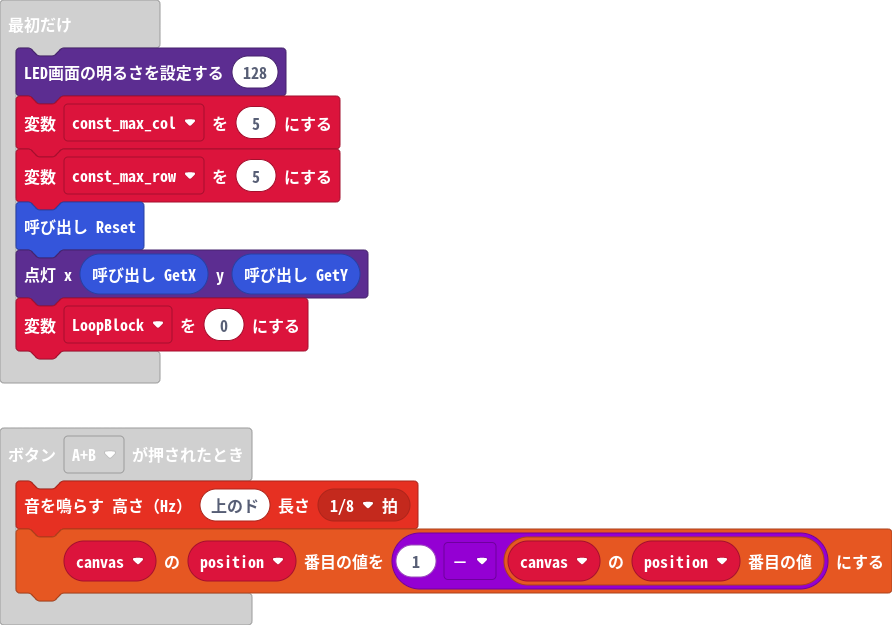 最初だけ
LED画面の明るさを設定する 128
変数 const_max_col を 5 にする
変数 const_max_row を 5 にする
呼び出し Reset
点灯 x 呼び出し GetX y 呼び出し GetY
変数 LoopBlock を 0 にする
ボタン A+B が押されたとき
音を鳴らす 高さ（Hz） 上のド 長さ 1/8 拍
canvas の position 番目の値を 1 － canvas の position 番目の値 にする